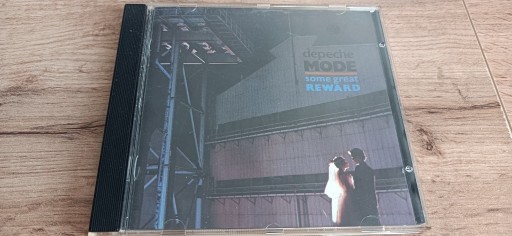 depeche
MODE
some great
REWARD